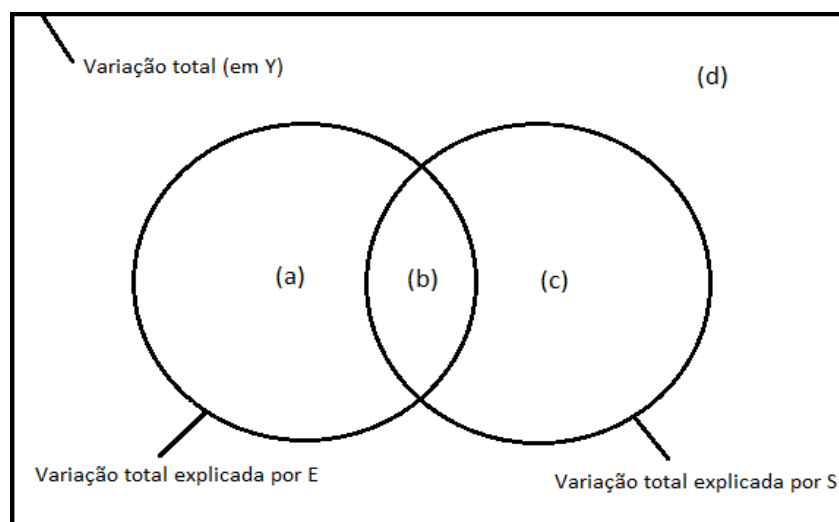 Variação total (em Y)
(d)
(a)
(b)
(c)
Variação total explicada por E
Variação total explicada por S